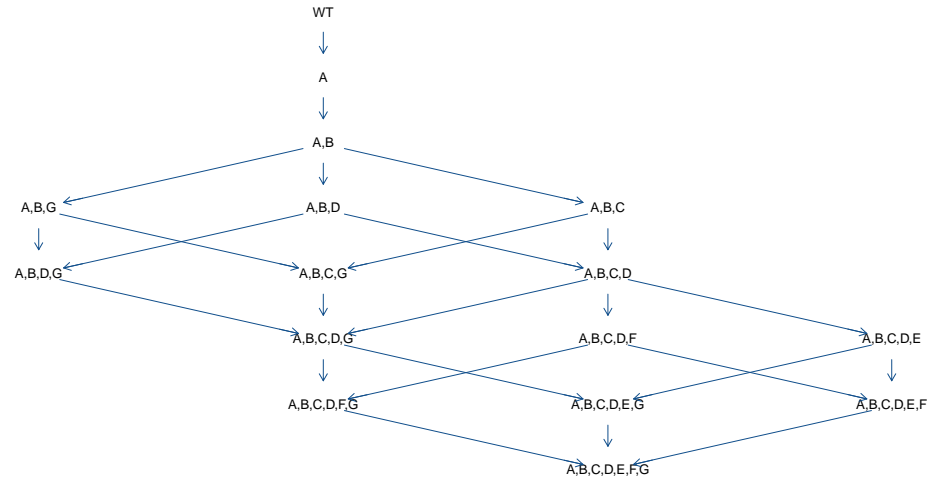 WT
A
A,B
A,B,G
A,B,D
A,B,C
A,B,D,G
A,B,C,G
A,B,C,D
A,B,C,D,G
A,B,C,D,F
A,B,C,D,E
A,B,C,D,F,G
A,B,C,D,E,G
A,B,C,D,E,F
A,B,C,D,E,F,G